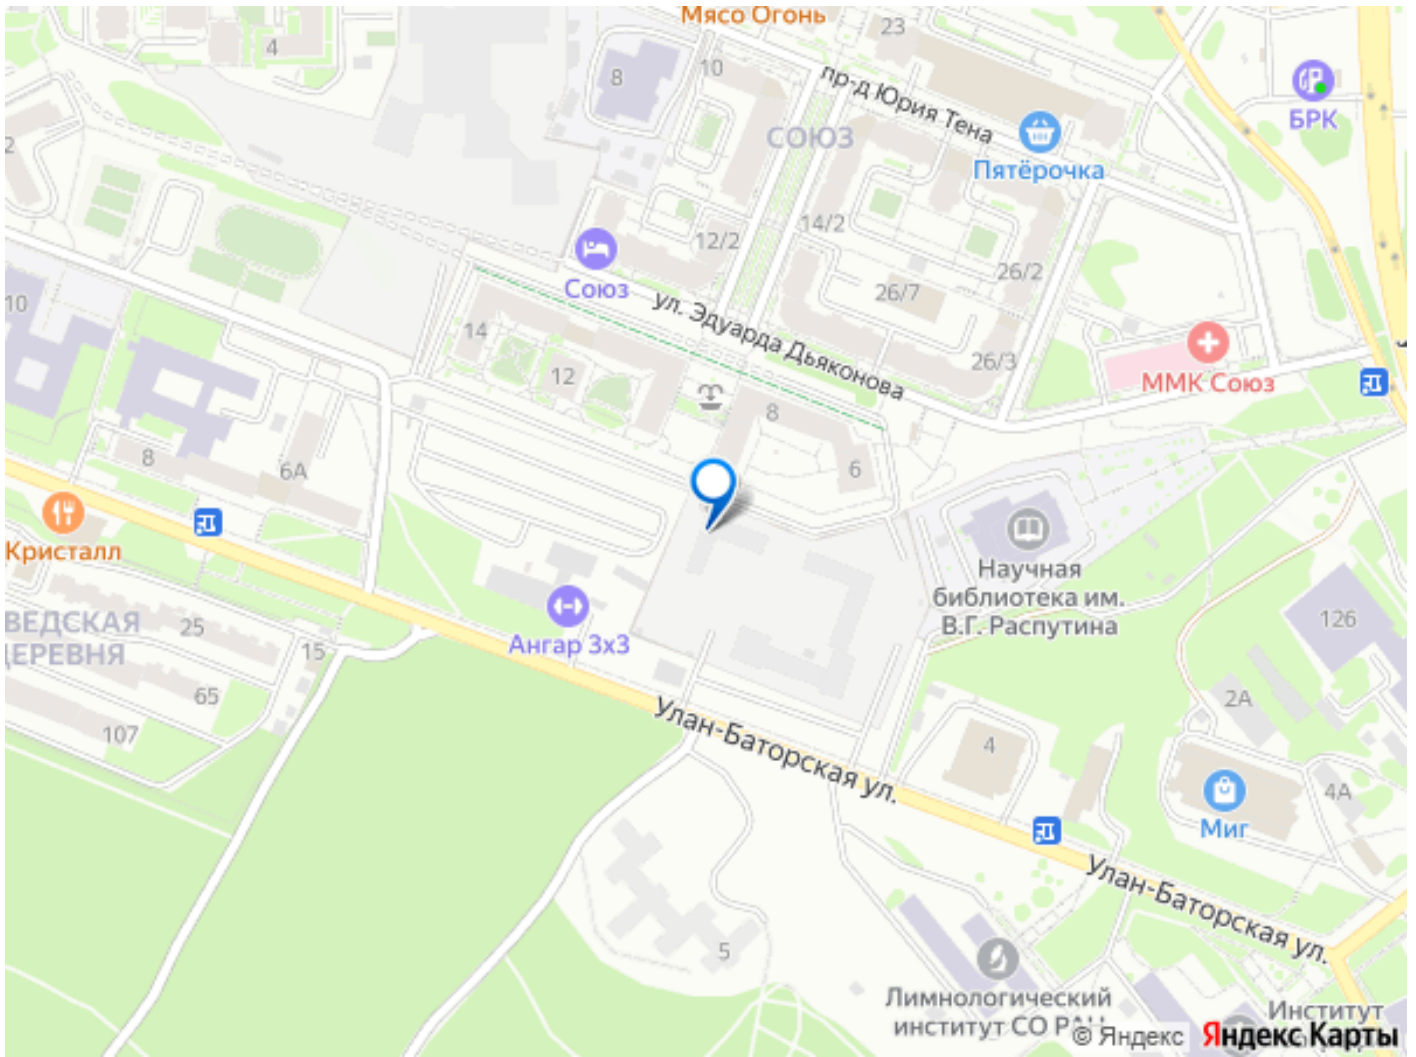 Мясо Огонь
23
4
8
10
пр-д Юрия Тена
БРК
СОЮЗ
Пятёрочка
2
12/2
14/2
26/2
Союз
26/7
10
ул. Эдуарда Дьяконова
14
26/3
12
ММК Союз
8
8
6А
6
Кристалл
Научная
библиотека им.
В.Г. Распутина
ВЕДСКАЯ
ДЕРЕВНЯ
25
15
Ангар 3х3
126
65
107
2А
Улан-Баторская ул.
4
4А
Миг
Улан-Баторская ул.
5
Лимнологический
институт СО РАН
Институт
© Яндекс Яндекс Карты